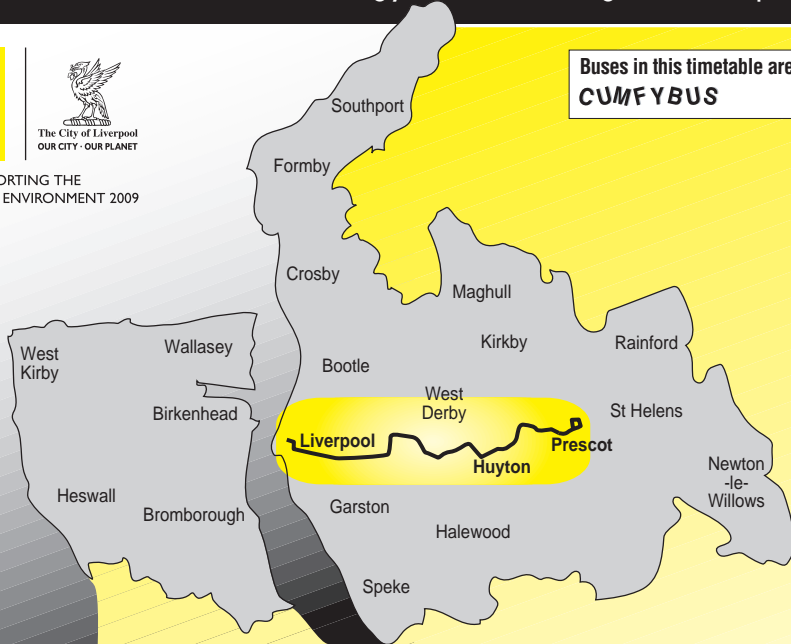 Buses in this timetable are
CUMFYBUS
The City of Liverpool
OUR CITY · OUR PLANET
ORTING THE
ENVIRONMENT 2009
Southport
Formby
Crosby
Maghull
Kirkby
Rainford
West
Kirby
Wallasey
Bootle
West
Derby
St Helens
Birkenhead
Liverpool
Prescot
Huyton
Newton
-le-
Willows
Heswall
Bromborough
Garston
Halewood
Speke